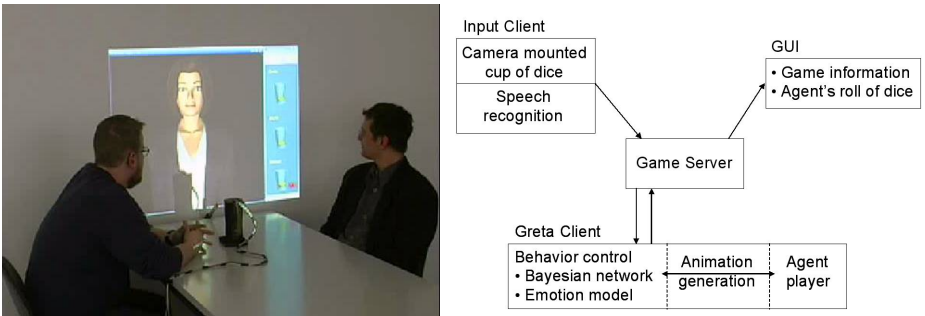 Input Client
Camera mounted
cup of dice
Speech
recognition
GUI
• Game information
• Agent's roll of dice
Game Server
Greta Client
Behavior control
• Bayesian network
• Emotion model
Animation
generation
Agent
player